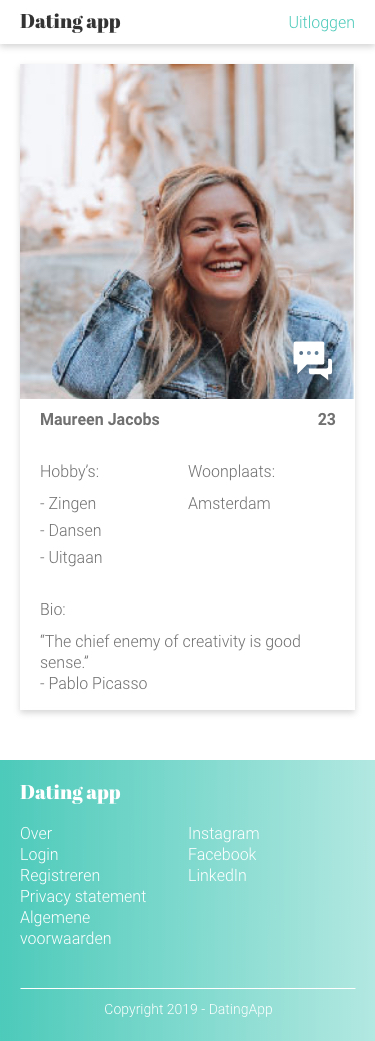 Dating app
Uitloggen
Maureen Jacobs
23
Hobby's:
Woonplaats:
- Zingen
Amsterdam
- Dansen
- Uitgaan
Bio:
“The chief enemy of creativity is good
sense.”
- Pablo Picasso
Dating app
Over
Instagram
Login
Facebook
Registreren
LinkedIn
Privacy statement
Algemene
voorwaarden
Copyright 2019 - DatingApp